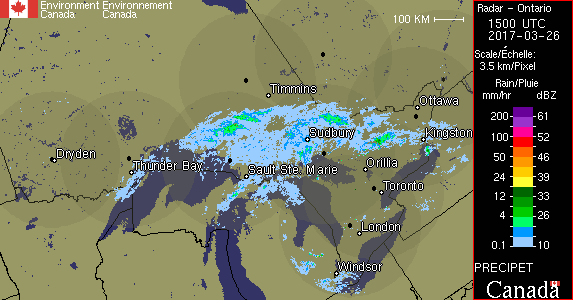 Environment Environnement
Canada Canada
100 KM
Radar - Ontario
1500 UTC
2017-03-26
Scale/Échelle:
3.5 km/Pixel
Rain/Pluie
mm/hr dBZ
200 61
100 52
50 46
24 39
12 33
4 26
0.1 10
PRECIPET
Canada
Timmins
Ottawa
Sudbury
Kingston
Dryden
Thunder Bay
Sault Ste. Marie
Orillia
Toronto
London
Windsor